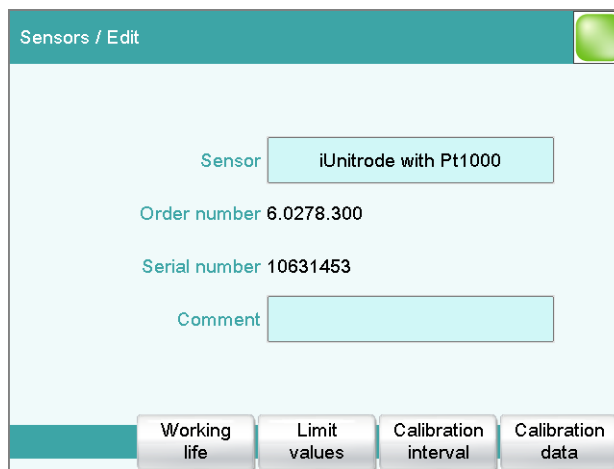 Sensors / Edit
Sensor iUnitrode with Pt1000
Order number 6.0278.300
Serial number 10631453
Comment
Working life
Limit values
Calibration interval
Calibration data